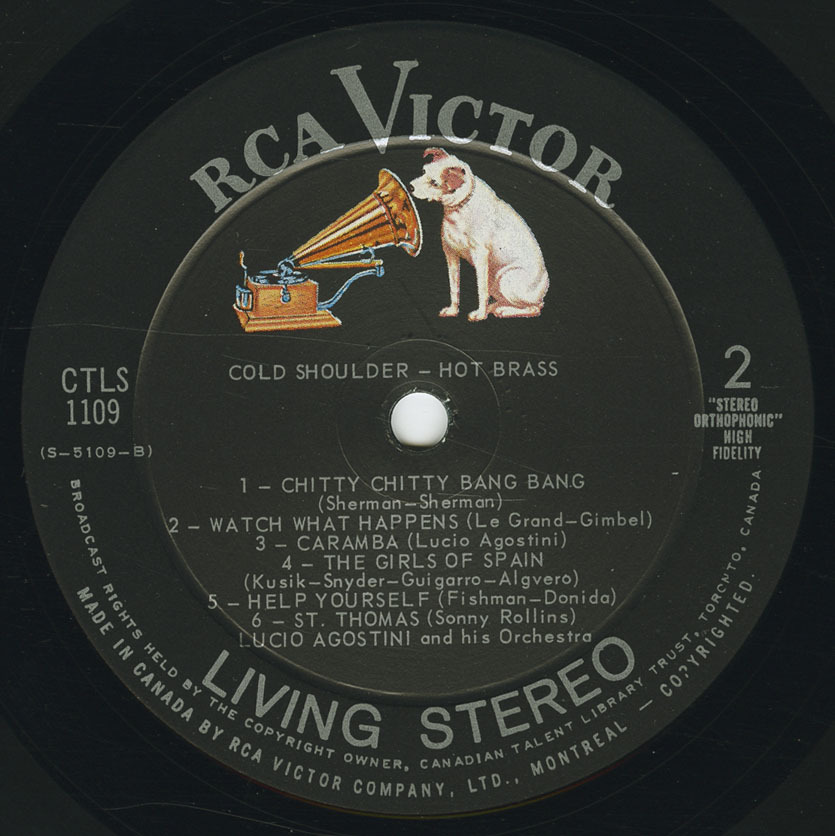 RCA VICTOR
COLD SHOULDER – HOT BRASS
CTLS
1109
(S-5109-B)
2
"STEREO
ORTHOPHONIC"
HIGH
FIDELITY
1 – CHITTY CHITTY BANG BANG
(Sherman-Sherman)
2 – WATCH WHAT HAPPENS (Le Grand-Gimbel)
3 – CARAMBA (Lucio Agostini)
4 – THE GIRLS OF SPAIN
(Kusik-Snyder-Guigarro-Algvero)
5 – HELP YOURSELF (Fishman-Donida)
6 – ST. THOMAS (Sonny Rollins)
LUCIO AGOSTINI and his Orchestra
LIVING STEREO
BROADCAST RIGHTS HELD BY THE COPYRIGHT OWNER, CANADIAN TALENT LIBRARY TRUST, TORONTO, CANADA
MADE IN CANADA BY RCA VICTOR COMPANY, LTD., MONTREAL — COPYRIGHTED.